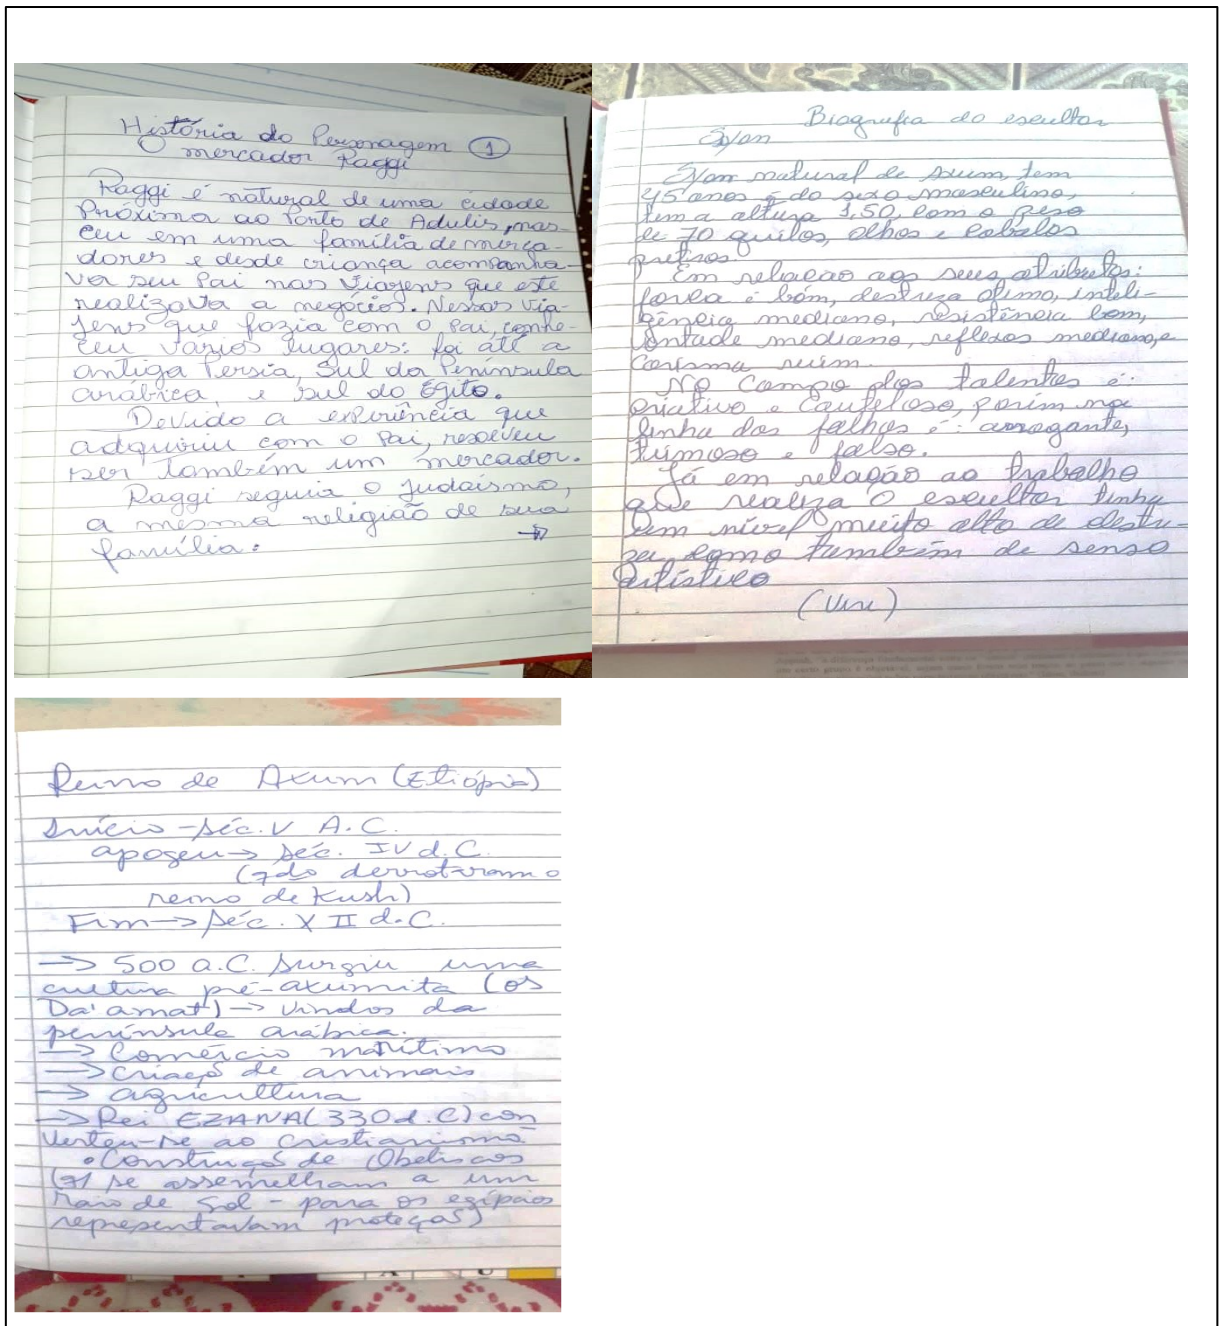 História do Personagem 1
mercador Raggi
Raggi é natural de uma cidade
Próxima ao Porto de Adulis, nas-
ceu em uma família de merca-
dores e desde criança acompanha-
va seu Pai nas Viagens que este
realizava a negócios. Nessas via-
jens que fazia com o Pai, conhe-
ceu vários lugares: foi até a
antiga Persia, Sul da Península
arábica, e sul do Egito.
Devido a experiência que
adquiriu com o Pai, resolveu
ser também um mercador.
Raggi seguia o judaísmo,
a mesma religião de sua
família.
→
Biografia do escultor
natural de Axum, tem
45 anos é do sexo masculino,
tem a altura 1,50, com o peso
de 70 quilos, olhos e cabelos
pretos.
Em relação aos seus atributos:
força é bom, destreza ótimo, inteli-
gência mediano, resistência bom,
vontade mediano, reflexos mediano, e
carisma ruim.
No campo dos talentos é:
criativo e cauteloso, porém na
linha das falhas é: arrogante,
teimoso e falso.
Já em relação ao trabalho
que realiza o escultor tinha
um nível muito alto de destre-
za, como também de senso
artístico
(Vire)
Reino de Axum (Etiópia)
Início - séc. V A.C.
apogeu → séc. IV d.C.
(qdo derrotaram o
reino de Kush)
Fim → séc. XII d.C.
→ 500 a.C. surgiu uma
cultura pré-axumita (os
Da'amat) → vindos da
península arábica.
→ Comércio marítimo
→ criaçã de animais
→ agricultura
→ Rei EZANA (330 d.C) con
verteu-se ao cristianismo
• Construçã de Obeliscos
(q/ se assemelham a um
raio de sol - para os egípcios
representavam proteção)